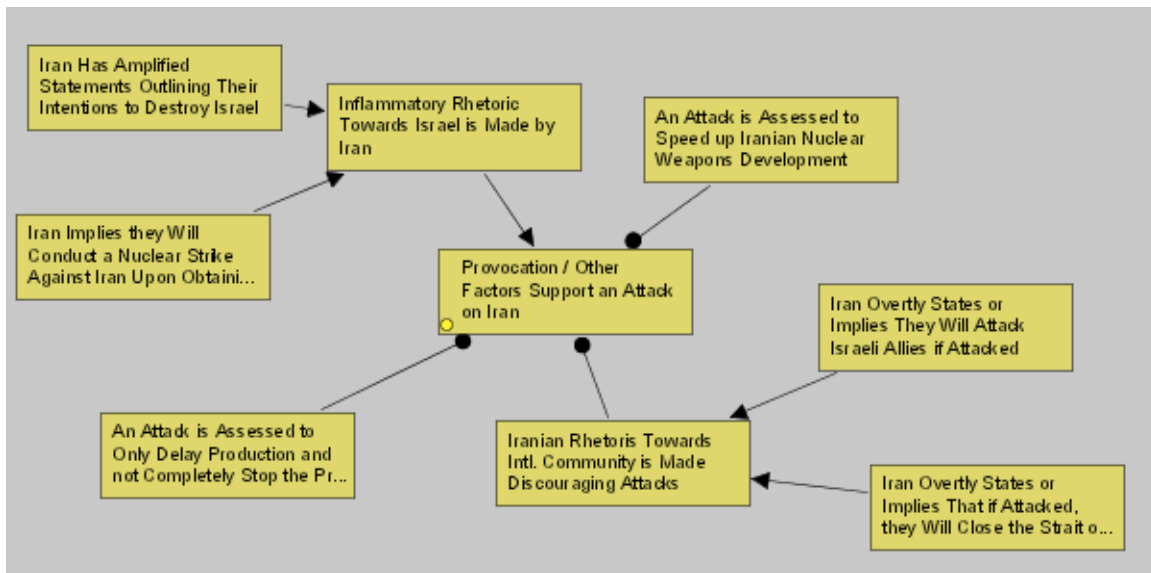 Iran Has Amplified
Statements Outlining Their
Intentions to Destroy Israel
Inflammatory Rhetoric
Towards Israel is Made by
Iran
An Attack is Assessed to
Speed up Iranian Nuclear
Weapons Development
Iran Implies they Will
Conduct a Nuclear Strike
Against Iran Upon Obtaini...
Provocation / Other
Factors Support an Attack
on Iran
Iran Overtly States or
Implies They Will Attack
Israeli Allies if Attacked
An Attack is Assessed to
Only Delay Production and
not Completely Stop the Pr...
Iranian Rhetoris Towards
Intl. Community is Made
Discouraging Attacks
Iran Overtly States or
Implies That if Attacked,
they Will Close the Strait o...